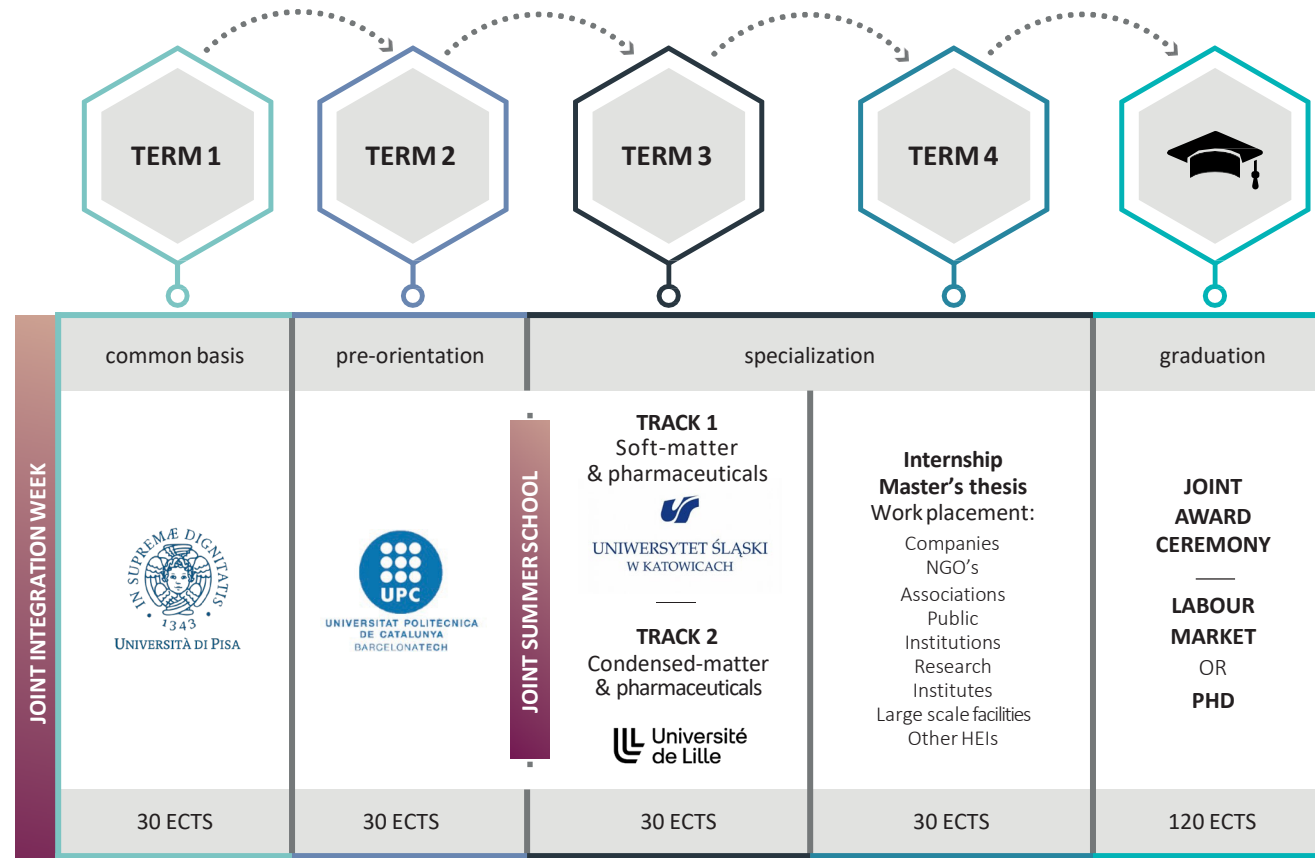 TERM 1
TERM 2
TERM 3
TERM 4
JOINT INTEGRATION WEEK
common basis
pre-orientation
specialization
graduation
IN SUPREMÆ DIGNITATIS
· 1343 ·
UNIVERSITÀ DI PISA
UPC
UNIVERSITAT POLITÈCNICA
DE CATALUNYA
BARCELONATECH
JOINT SUMMER SCHOOL
TRACK 1
Soft-matter
& pharmaceuticals
UNIWERSYTET ŚLĄSKI
W KATOWICACH
TRACK 2
Condensed-matter
& pharmaceuticals
Université
de Lille
Internship
Master's thesis
Work placement:
Companies
NGO's
Associations
Public
Institutions
Research
Institutes
Large scale facilities
Other HEIs
JOINT
AWARD
CEREMONY
LABOUR
MARKET
OR
PHD
30 ECTS
30 ECTS
30 ECTS
30 ECTS
120 ECTS